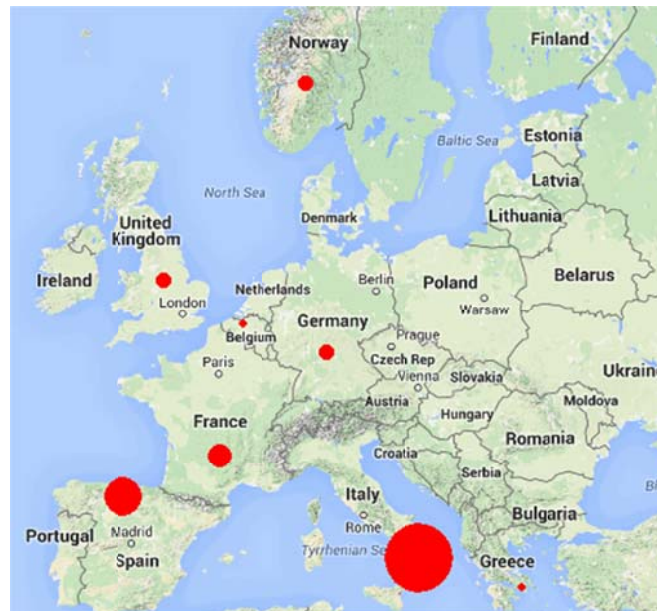 Norway
Finland
Baltic Sea
Estonia
North Sea
Latvia
Denmark
Lithuania
United
Kingdom
Ireland
Belarus
Netherlands
Berlin
Poland
London
Warsaw
Germany
Belgium
Prague
Paris
Czech Rep
Ukraine
Vienna
Slovakia
Austria
Moldova
Hungary
France
Romania
Croatia
Serbia
Italy
Bulgaria
Rome
Portugal
Madrid
Spain
Tyrrhenian Se
Greece